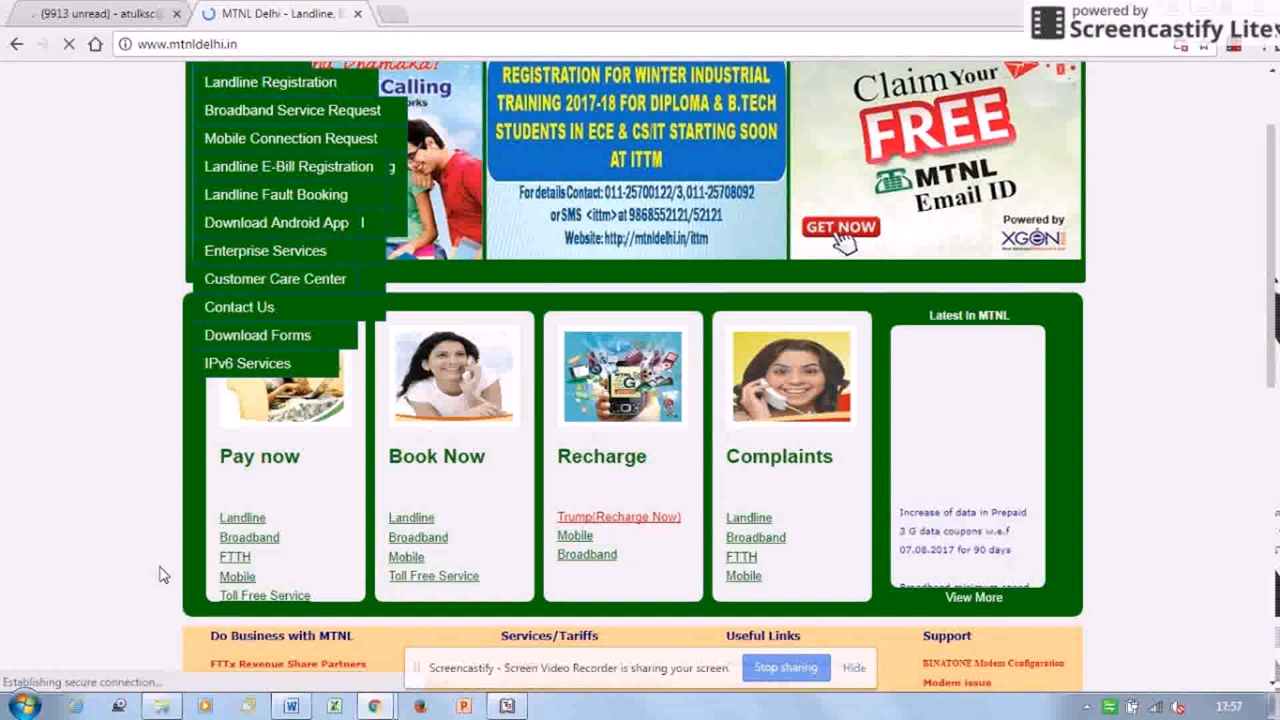 (9913 unread) - atulksc
MTNL Delhi - Landline,
powered by
Screencastify Lite
www.mtnldelhi.in
Landline Registration
Broadband Service Request
Mobile Connection Request
Landline E-Bill Registration
Landline Fault Booking
Download Android App
Enterprise Services
Customer Care Center
Contact Us
Download Forms
IPv6 Services
Calling
REGISTRATION FOR WINTER INDUSTRIAL
TRAINING 2017-18 FOR DIPLOMA & B.TECH
STUDENTS IN ECE & CS/IT STARTING SOON
AT ITTM
For details Contact: 011-25700122/3, 011-25708092
or SMS <ittm> at 9868552121/52121
Website: http://mtnldelhi.in/ittm
Claim Your
FREE
MTNL
Email ID
GET NOW
Powered by
XGEN
Pay now
Landline
Broadband
FTTH
Mobile
Toll Free Service
Book Now
Landline
Broadband
Mobile
Toll Free Service
Recharge
Trump(Recharge Now)
Mobile
Broadband
Complaints
Landline
Broadband
FTTH
Mobile
Latest In MTNL
Increase of data in Prepaid
3 G data coupons w.e.f
07.08.2017 for 90 days
View More
Do Business with MTNL
Services/Tariffs
Useful Links
Support
FTTx Revenue Share Partners
BINATONE Modem Configuration
Modem issue
Screencastify - Screen Video Recorder is sharing your screen.
Stop sharing
Hide
Establishing secure connection...
17:57